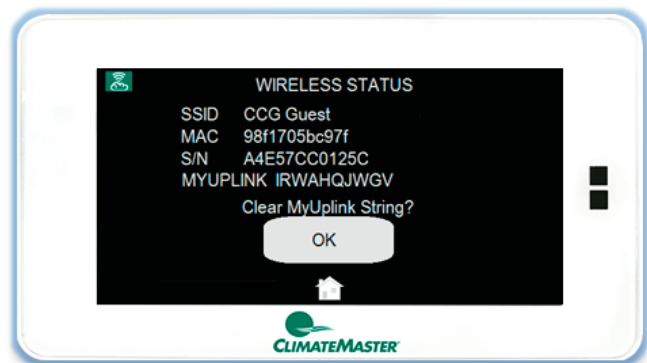 WIRELESS STATUS
SSID CCG Guest
MAC 98f1705bc97f
S/N A4E57CC0125C
MYUPLINK IRWAHQJWGV
Clear MyUplink String?
OK
CLIMATEMASTER